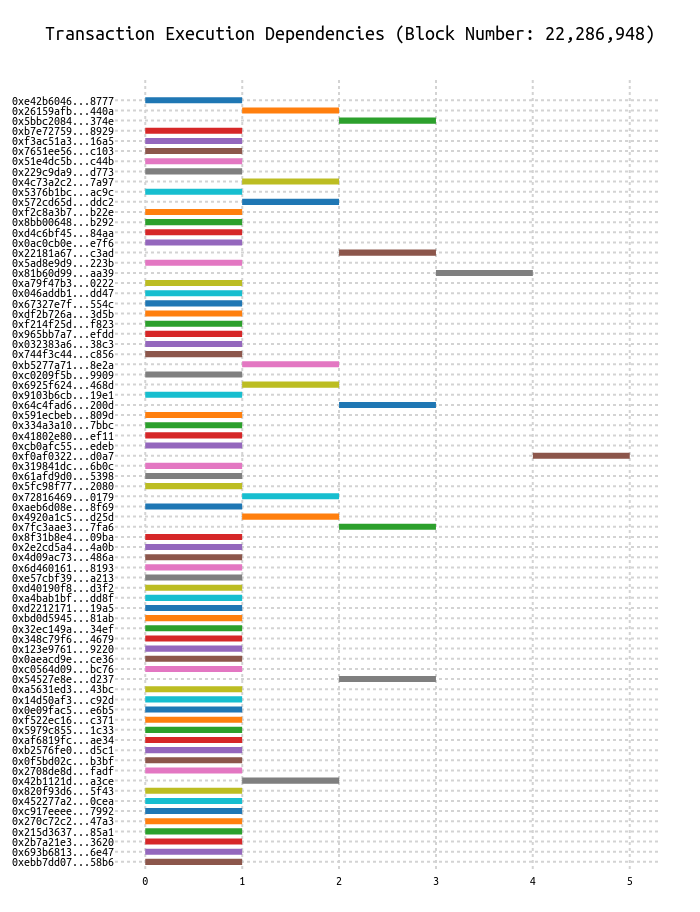 Transaction Execution Dependencies (Block Number: 22,286,948)
0xe42b6046...8777
0x26159afb...440a
0x5bbc2084...374e
0xb7e72759...8929
0xf3ac51a3...16a5
0x7651ee56...c103
0x51e4dc5b...c44b
0x229c9da9...d773
0x4c73a2c2...7a97
0x5376b1bc...ac9c
0x572cd65d...ddc2
0xf2c8a3b7...b22e
0x8bb00648...b292
0xd4c6bf45...84aa
0x0ac0cb0e...e7f6
0x22181a67...c3ad
0x5ad8e9d9...223b
0x81b60d99...aa39
0xa79f47b3...0222
0x046addb1...dd47
0x67327e7f...554c
0xdf2b726a...3d5b
0xf214f25d...f823
0x965bb7a7...efdd
0x032383a6...38c3
0x744f3c44...c856
0xb5277a71...8e2a
0xc0209f5b...9909
0x6925f624...468d
0x9103b6cb...19e1
0x64c4fad6...200d
0x591ecbeb...809d
0x334a3a10...7bbc
0x41802e80...ef11
0xcb0afc55...edeb
0xf0af0322...d0a7
0x319841dc...6b0c
0x61afd9d0...5398
0x5fc98f77...2080
0x72816469...0179
0xaeb6d08e...8f69
0x4920a1c5...d25d
0x7fc3aae3...7fa6
0x8f31b8e4...09ba
0x2e2cd5a4...4a0b
0x4d09ac73...486a
0x6d460161...8193
0xe57cbf39...a213
0xd40190f8...d3f2
0xa4bab1bf...dd8f
0xd2212171...19a5
0xbd0d5945...81ab
0x32ec149a...34ef
0x348c79f6...4679
0x123e9761...9220
0x0aeacd9e...ce36
0xc0564d09...bc76
0x54527e8e...d237
0xa5631ed3...43bc
0x14d50af3...c92d
0x0e09fac5...e6b5
0xf522ec16...c371
0x5979c855...1c33
0xaf6819fc...ae34
0xb2576fe0...d5c1
0x0f5bd02c...b3bf
0x2708de8d...fadf
0x42b1121d...a3ce
0x820f93d6...5f43
0x452277a2...0cea
0xc917eeee...7992
0x270c72c2...47a3
0x215d3637...85a1
0x2b7a21e3...3620
0x693b6813...6e47
0xebb7dd07...58b6
0 1 2 3 4 5